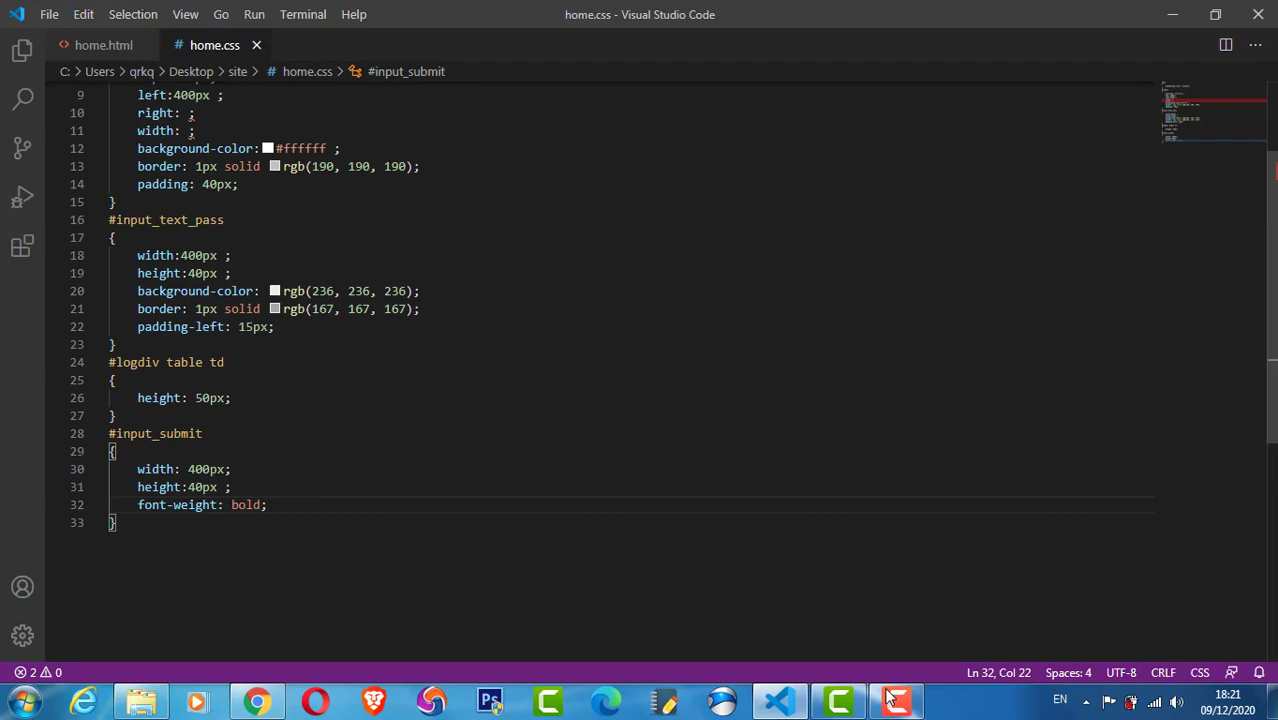 File Edit Selection View Go Run Terminal Help home.css - Visual Studio Code
home.html # home.css
C: > Users > qrkq > Desktop > site > # home.css > #input_submit
9 left:400px ;
10 right: ;
11 width: ;
12 background-color: #ffffff ;
13 border: 1px solid rgb(190, 190, 190);
14 padding: 40px;
15 }
16 #input_text_pass
17 {
18 width:400px ;
19 height:40px ;
20 background-color: rgb(236, 236, 236);
21 border: 1px solid rgb(167, 167, 167);
22 padding-left: 15px;
23 }
24 #logdiv table td
25 {
26 height: 50px;
27 }
28 #input_submit
29 {
30 width: 400px;
31 height:40px ;
32 font-weight: bold;
33 }
2 0 Ln 32, Col 22 Spaces: 4 UTF-8 CRLF CSS
Ps EN 18:21
09/12/2020